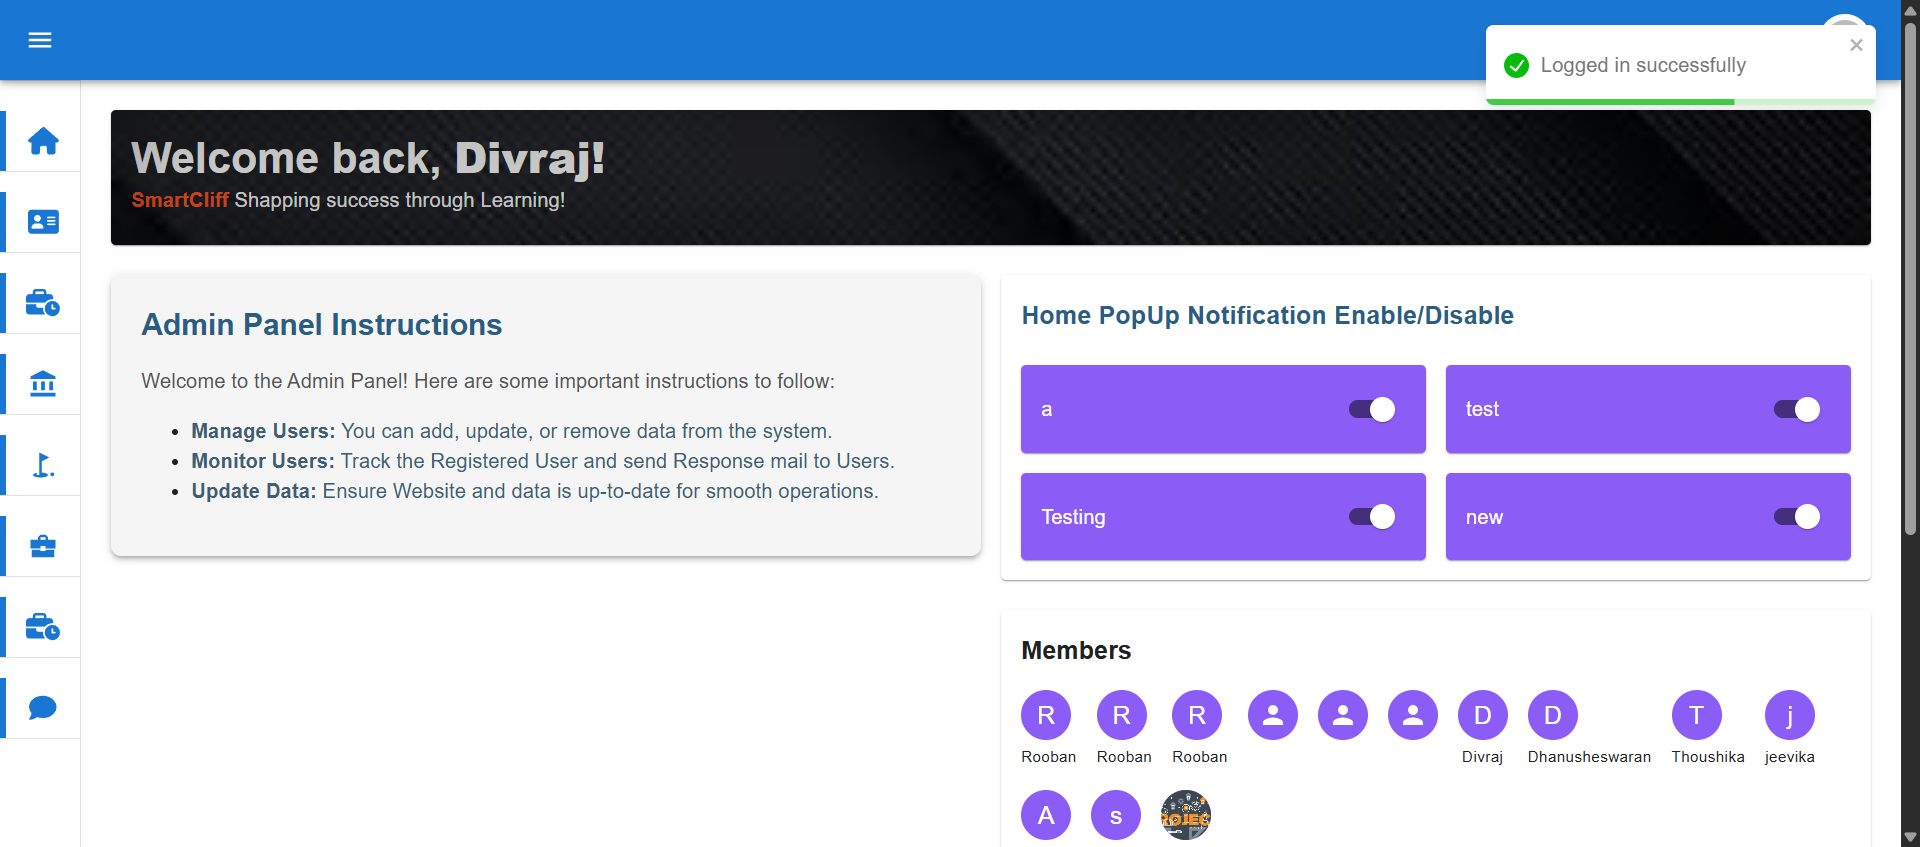 Logged in successfully
Welcome back, Divraj!
SmartCliff Shapping success through Learning!
Admin Panel Instructions
Welcome to the Admin Panel! Here are some important instructions to follow:
Manage Users: You can add, update, or remove data from the system.
Monitor Users: Track the Registered User and send Response mail to Users.
Update Data: Ensure Website and data is up-to-date for smooth operations.
Home PopUp Notification Enable/Disable
a
test
Testing
new
Members
R R R D D T j
Rooban Rooban Rooban Divraj Dhanusheswaran Thoushika jeevika
A s